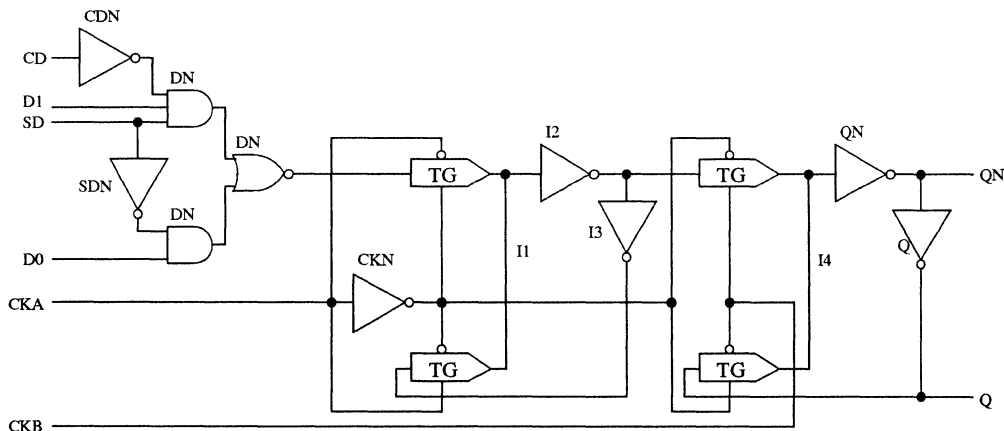 CDN
CD
DN
D1
SD
DN
I2
QN
TG
TG
QN
SDN
DN
I3
Q
I1
I4
D0
CKN
CKA
TG
TG
Q
CKB